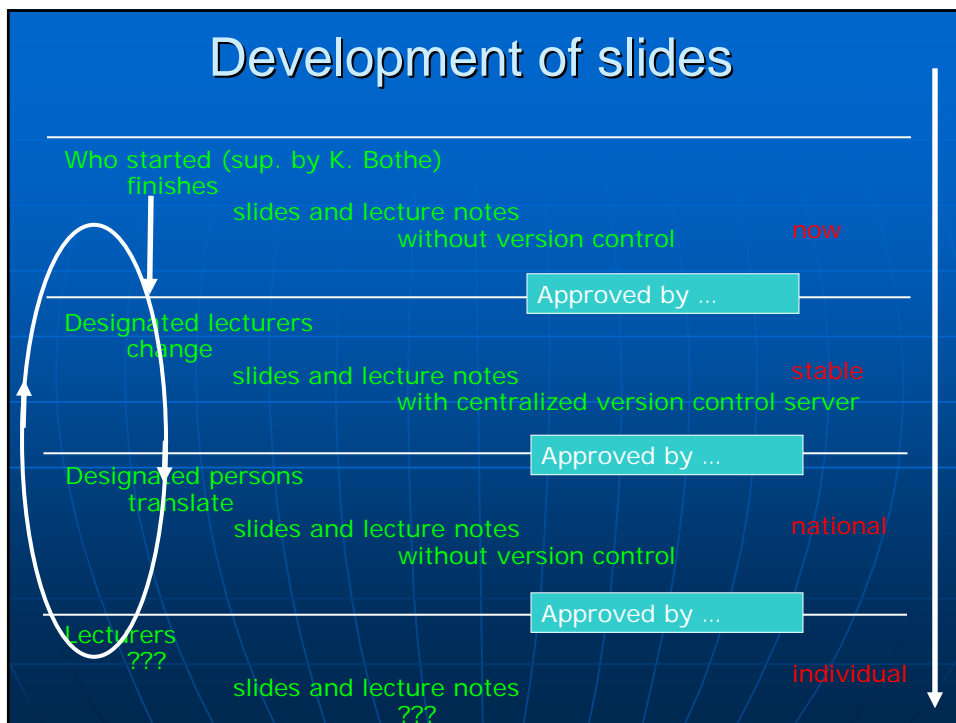 Development of slides
Who started (sup. by K. Bothe)
finishes
slides and lecture notes
without version control
now
Approved by ...
Designated lecturers
change
slides and lecture notes
stable
with centralized version control server
Approved by ...
Designated persons
translate
slides and lecture notes
national
without version control
Approved by ...
Lecturers
???
individual
slides and lecture notes
???